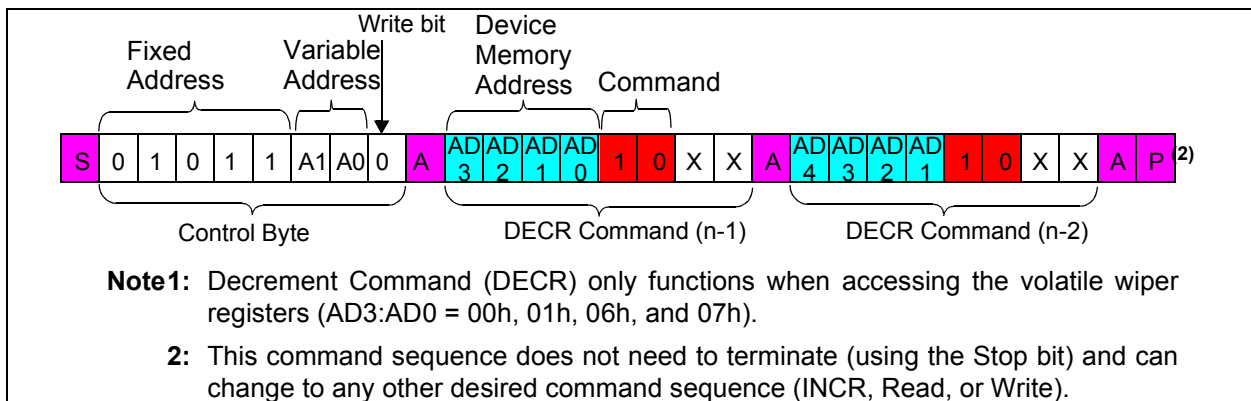 Write bit
Device
Memory
Address
Fixed
Address
Variable
Address
Command
S 0 1 0 1 1 A1 A0 0 A AD3 AD2 AD1 AD0 1 0 X X A AD4 AD3 AD2 AD1 1 0 X X A P (2)
Control Byte DECR Command (n-1) DECR Command (n-2)
Note1: Decrement Command (DECR) only functions when accessing the volatile wiper
registers (AD3:AD0 = 00h, 01h, 06h, and 07h).
2: This command sequence does not need to terminate (using the Stop bit) and can
change to any other desired command sequence (INCR, Read, or Write).